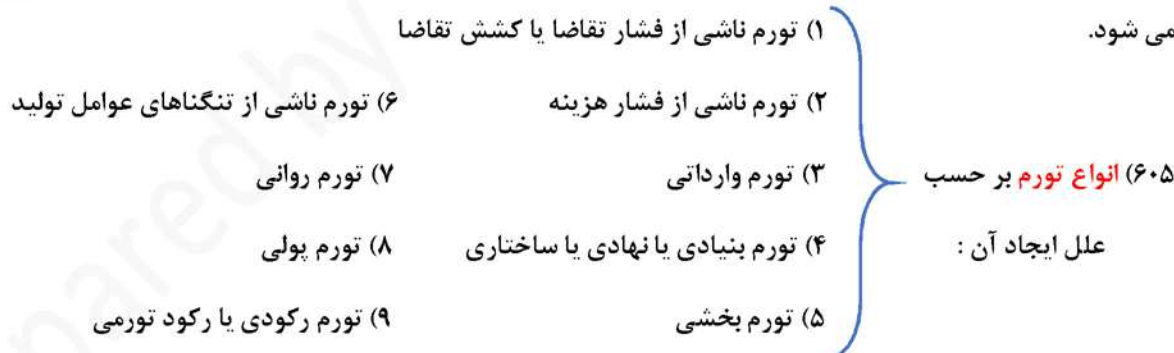 می شود.
۶۰۵) انواع تورم بر حسب
علل ایجاد آن :
۱) تورم ناشی از فشار تقاضا یا کشش تقاضا
۲) تورم ناشی از فشار هزینه
۳) تورم وارداتی
۴) تورم بنیادی یا نهادی یا ساختاری
۵) تورم بخشی
۶) تورم ناشی از تنگناهای عوامل تولید
۷) تورم روانی
۸) تورم پولی
۹) تورم رکودی یا رکود تورمی
pared by